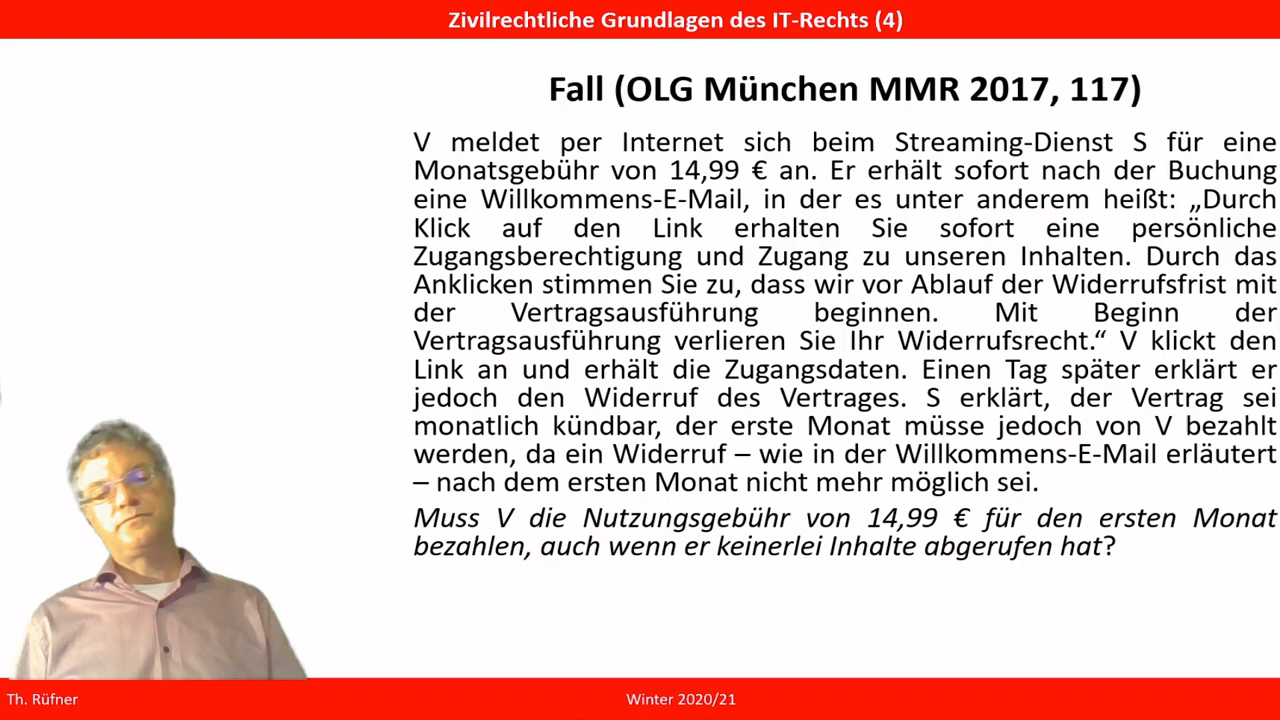 Zivilrechtliche Grundlagen des IT-Rechts (4)
Fall (OLG München MMR 2017, 117)
V meldet per Internet sich beim Streaming-Dienst S für eine
Monatsgebühr von 14,99 € an. Er erhält sofort nach der Buchung
eine Willkommens-E-Mail, in der es unter anderem heißt: „Durch
Klick auf den Link erhalten Sie sofort eine persönliche
Zugangsberechtigung und Zugang zu unseren Inhalten. Durch das
Anklicken stimmen Sie zu, dass wir vor Ablauf der Widerrufsfrist mit
der Vertragsausführung beginnen. Mit Beginn der
Vertragsausführung verlieren Sie Ihr Widerrufsrecht.“ V klickt den
Link an und erhält die Zugangsdaten. Einen Tag später erklärt er
jedoch den Widerruf des Vertrages. S erklärt, der Vertrag sei
monatlich kündbar, der erste Monat müsse jedoch von V bezahlt
werden, da ein Widerruf – wie in der Willkommens-E-Mail erläutert
– nach dem ersten Monat nicht mehr möglich sei.
Muss V die Nutzungsgebühr von 14,99 € für den ersten Monat
bezahlen, auch wenn er keinerlei Inhalte abgerufen hat?
Th. Rüfner
Winter 2020/21